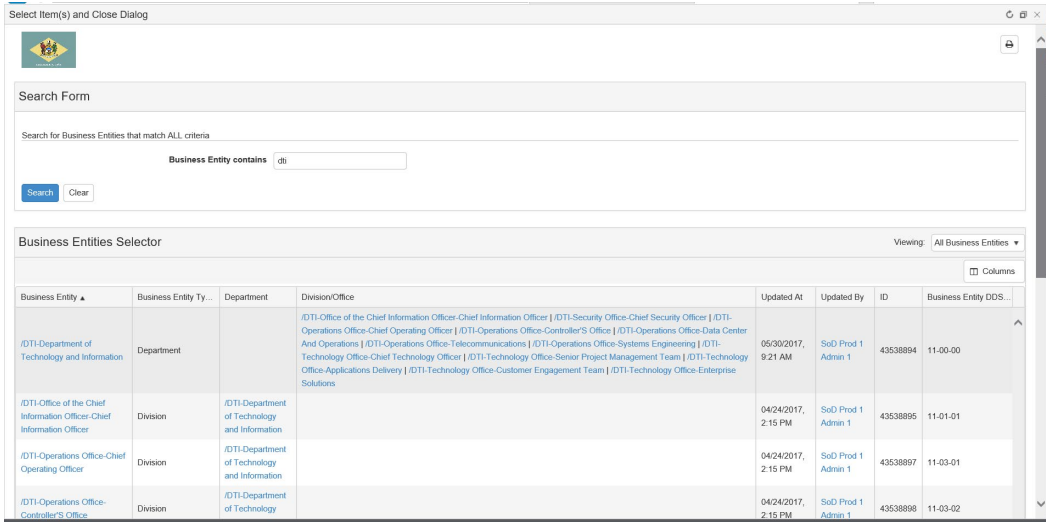 Select Item(s) and Close Dialog
Search Form
Search for Business Entities that match ALL criteria
Business Entity contains dti
Search Clear
Business Entities Selector
Viewing: All Business Entities
Columns
Business Entity Business Entity Ty... Department Division/Office Updated At Updated By ID Business Entity DDS...
/DTI-Department of
Technology and Information
Department
/DTI-Office of the Chief Information Officer-Chief Information Officer | /DTI-Security Office-Chief Security Officer | /DTI-
Operations Office-Chief Operating Officer | /DTI-Operations Office-Controller'S Office | /DTI-Operations Office-Data Center
And Operations | /DTI-Operations Office-Telecommunications | /DTI-Operations Office-Systems Engineering | /DTI-
Technology Office-Chief Technology Officer | /DTI-Technology Office-Senior Project Management Team | /DTI-Technology
Office-Applications Delivery | /DTI-Technology Office-Customer Engagement Team | /DTI-Technology Office-Enterprise
Solutions
05/30/2017,
9:21 AM
SoD Prod 1
Admin 1
43538894
11-00-00
/DTI-Office of the Chief
Information Officer-Chief
Information Officer
Division
/DTI-Department
of Technology
and Information
04/24/2017,
2:15 PM
SoD Prod 1
Admin 1
43538895
11-01-01
/DTI-Operations Office-Chief
Operating Officer
Division
/DTI-Department
of Technology
and Information
04/24/2017,
2:15 PM
SoD Prod 1
Admin 1
43538897
11-03-01
/DTI-Operations Office-
Controller'S Office
Division
/DTI-Department
of Technology
04/24/2017,
2:15 PM
SoD Prod 1
Admin 1
43538898
11-03-02